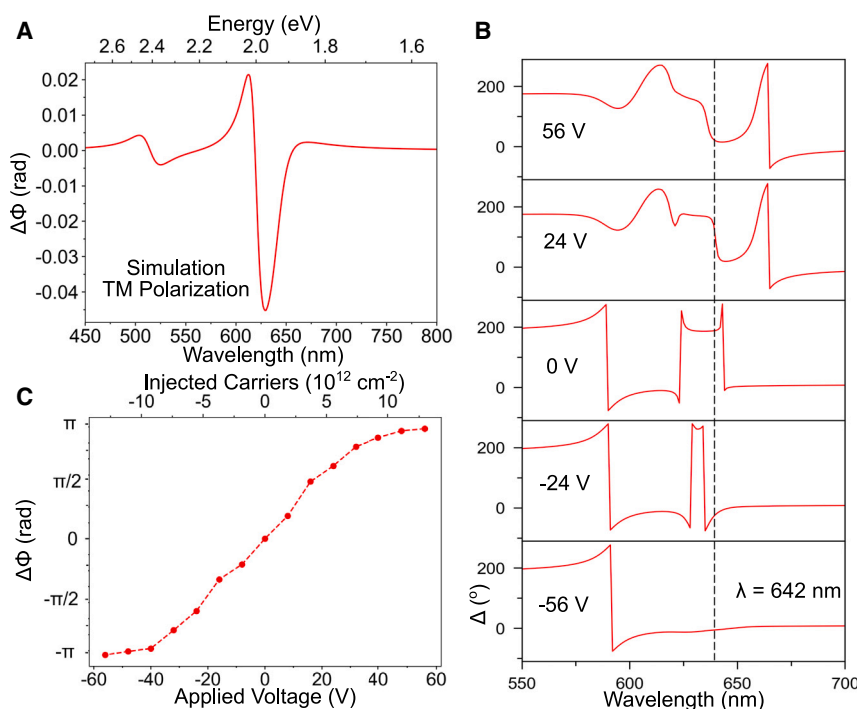 A
Energy (eV)
2.6 2.4 2.2 2.0 1.8 1.6
0.02
0.01
0.00
-0.01
-0.02
-0.03
-0.04
ΔΦ (rad)
Simulation
TM Polarization
450 500 550 600 650 700 750 800
Wavelength (nm)
B
200
0
56 V
200
0
24 V
200
0
0 V
200
0
-24 V
200
0
-56 V
λ = 642 nm
Δ (°)
550 600 650 700
Wavelength (nm)
C
Injected Carriers (10¹² cm⁻²)
-10 -5 0 5 10
π
π/2
0
-π/2
-π
ΔΦ (rad)
-60 -40 -20 0 20 40 60
Applied Voltage (V)